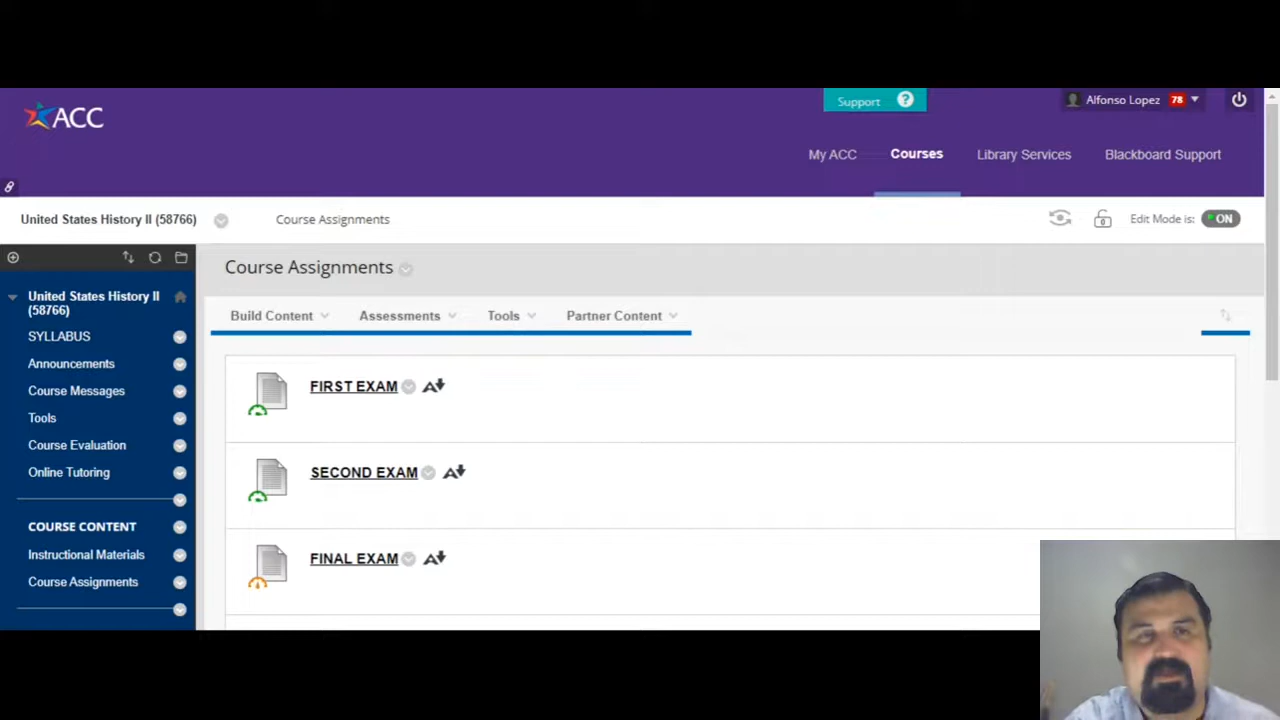 Support ?
Alfonso Lopez 78
ACC
My ACC Courses Library Services Blackboard Support
United States History II (58766) Course Assignments Edit Mode is: ON
Course Assignments
United States History II
(58766)
SYLLABUS
Announcements
Course Messages
Tools
Course Evaluation
Online Tutoring
COURSE CONTENT
Instructional Materials
Course Assignments
Build Content Assessments Tools Partner Content
FIRST EXAM A
SECOND EXAM A
FINAL EXAM A